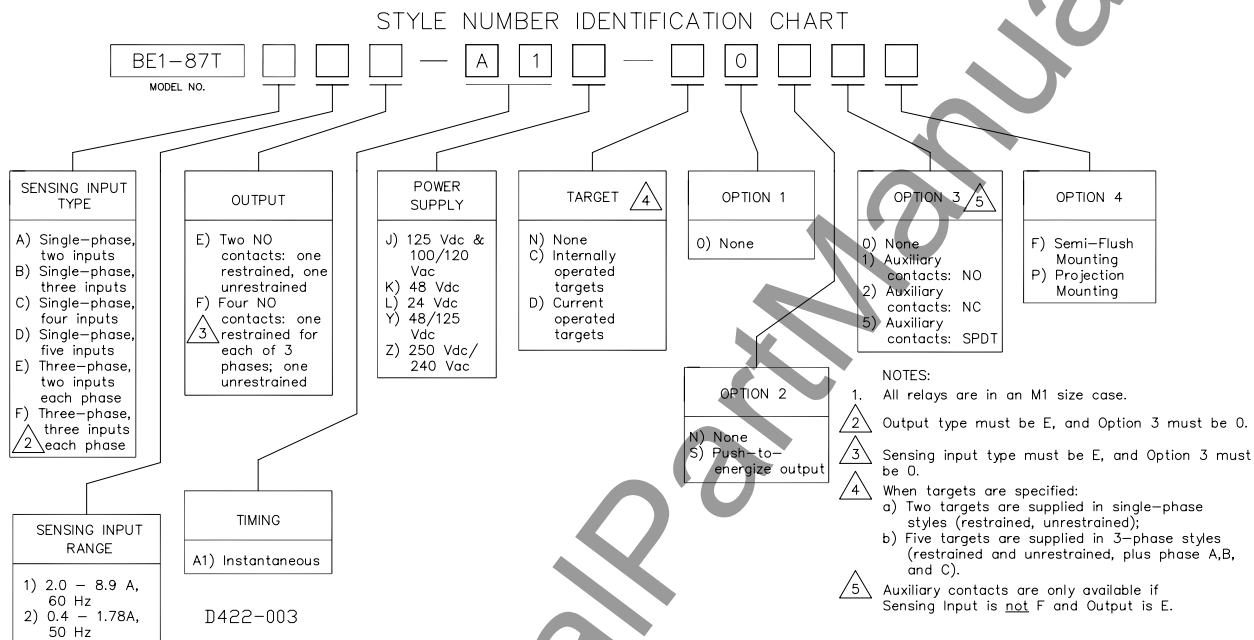 STYLE NUMBER IDENTIFICATION CHART
BE1-87T
A
1
0
MODEL NO.
SENSING INPUT
TYPE
A) Single-phase,
two inputs
B) Single-phase,
three inputs
C) Single-phase,
four inputs
D) Single-phase,
five inputs
E) Three-phase,
two inputs
each phase
F) Three-phase,
three inputs
2 each phase
OUTPUT
E) Two NO
contacts: one
restrained, one
unrestrained
F) Four NO
contacts: one
3 restrained for
each of 3
phases; one
unrestrained
POWER
SUPPLY
J) 125 Vdc &
100/120
Vac
K) 48 Vdc
L) 24 Vdc
Y) 48/125
Vdc
Z) 250 Vdc/
240 Vac
TARGET 4
N) None
C) Internally
operated
targets
D) Current
operated
targets
OPTION 1
0) None
OPTION 3 5
0) None
1) Auxiliary
contacts: NO
2) Auxiliary
contacts: NC
5) Auxiliary
contacts: SPDT
OPTION 4
F) Semi-Flush
Mounting
P) Projection
Mounting
OPTION 2
N) None
S) Push-to-
energize output
SENSING INPUT
RANGE
1) 2.0 - 8.9 A,
60 Hz
2) 0.4 - 1.78A,
50 Hz
TIMING
A1) Instantaneous
D422-003
NOTES:
1. All relays are in an M1 size case.
2 Output type must be E, and Option 3 must be 0.
3 Sensing input type must be E, and Option 3 must
be 0.
4 When targets are specified:
a) Two targets are supplied in single-phase
styles (restrained, unrestrained);
b) Five targets are supplied in 3-phase styles
(restrained and unrestrained, plus phase A,B,
and C).
5 Auxiliary contacts are only available if
Sensing Input is not F and Output is E.
alPartManua